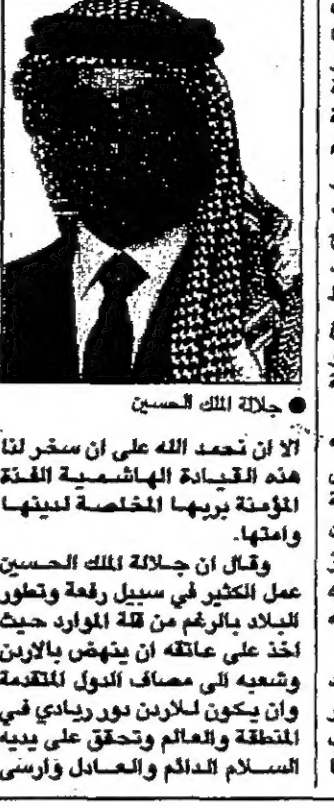 ● جلالة الملك الحسين
الا ان نحمد الله على ان سخر لنا
هذه القيادة الهاشمية الفذة
المؤمنة بربها المخلصة لدينها
وامتها.
وقال ان جلالة الملك الحسين
عمل الكثير في سبيل رفعة وتطور
البلاد بالرغم من قلة الموارد حيث
اخذ على عاتقه ان ينهض بالاردن
وشعبه الى مصاف الدول المتقدمة
وان يكون للاردن دور ريادي في
المنطقة والعالم وتحقق على يديه
السلام الدائم والعادل وارسى